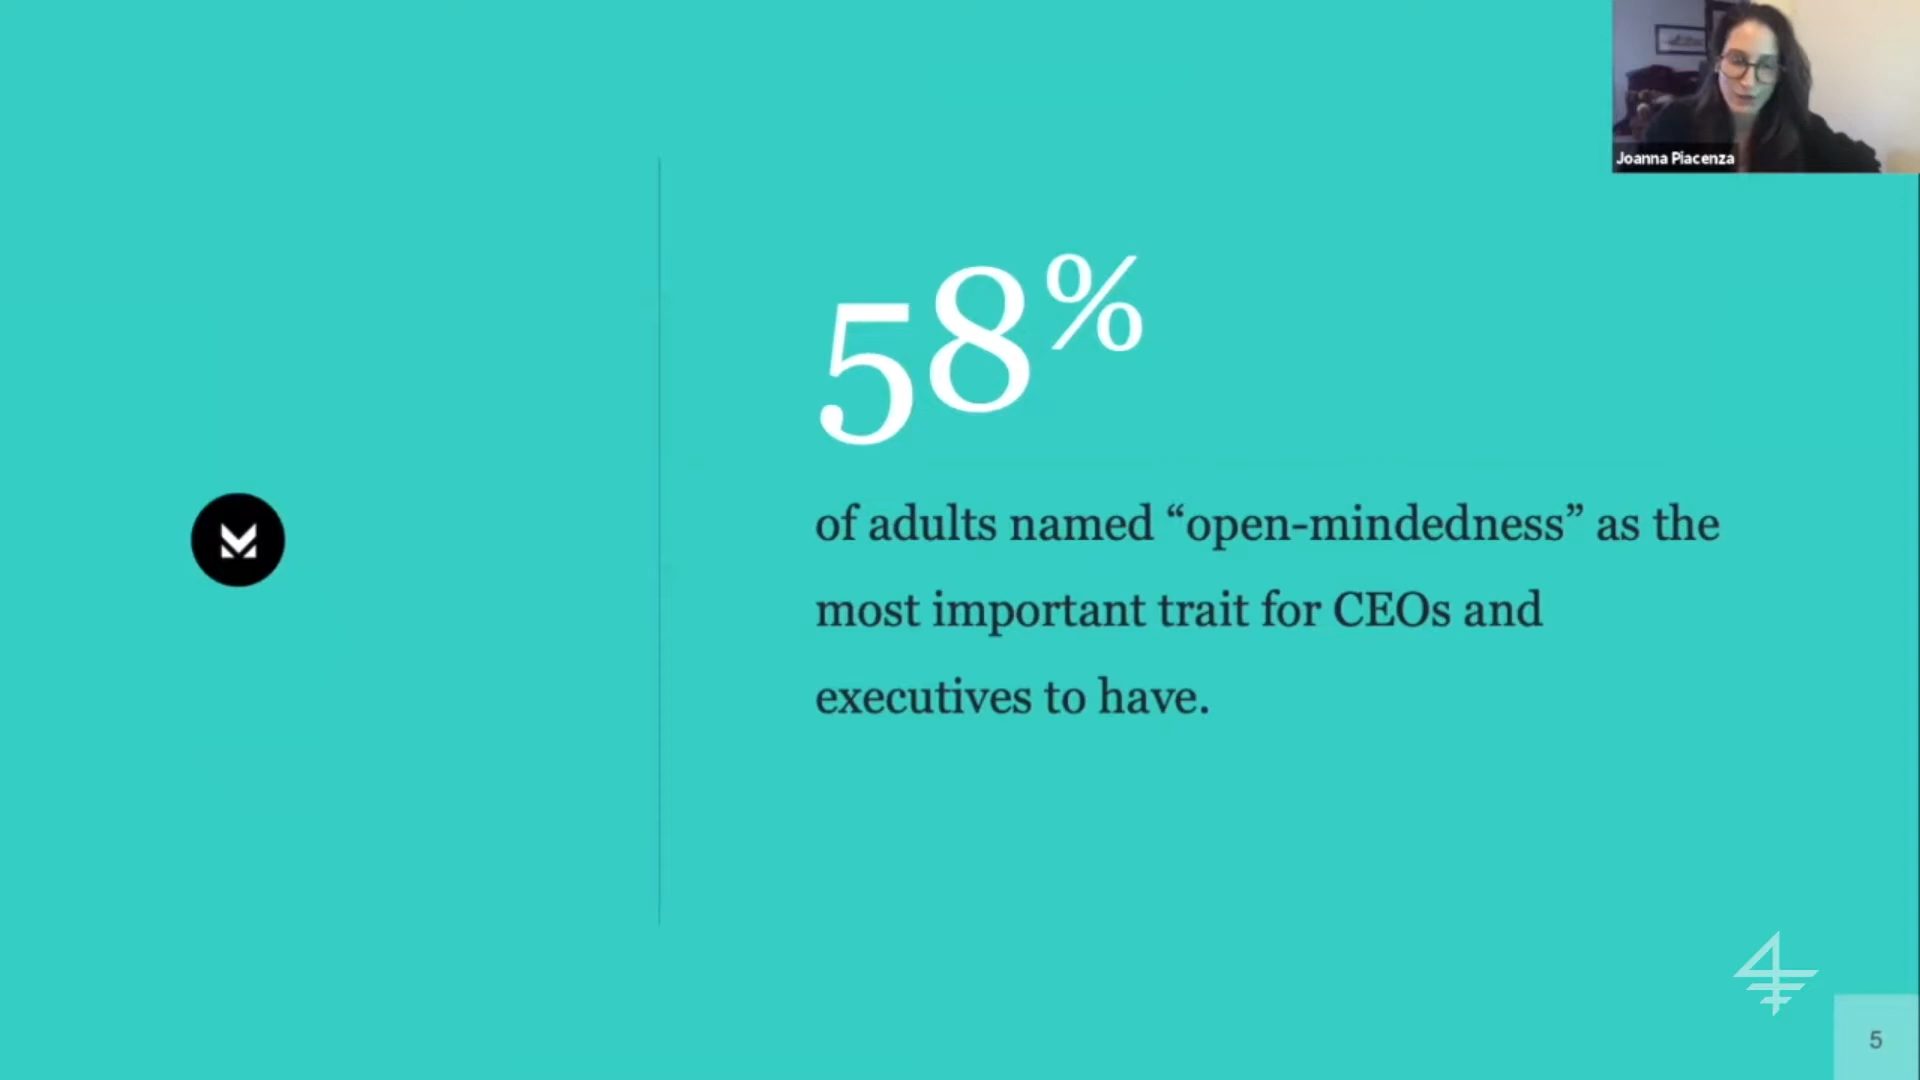 Joanna Piacenza
58%
of adults named “open-mindedness” as the
most important trait for CEOs and
executives to have.
5